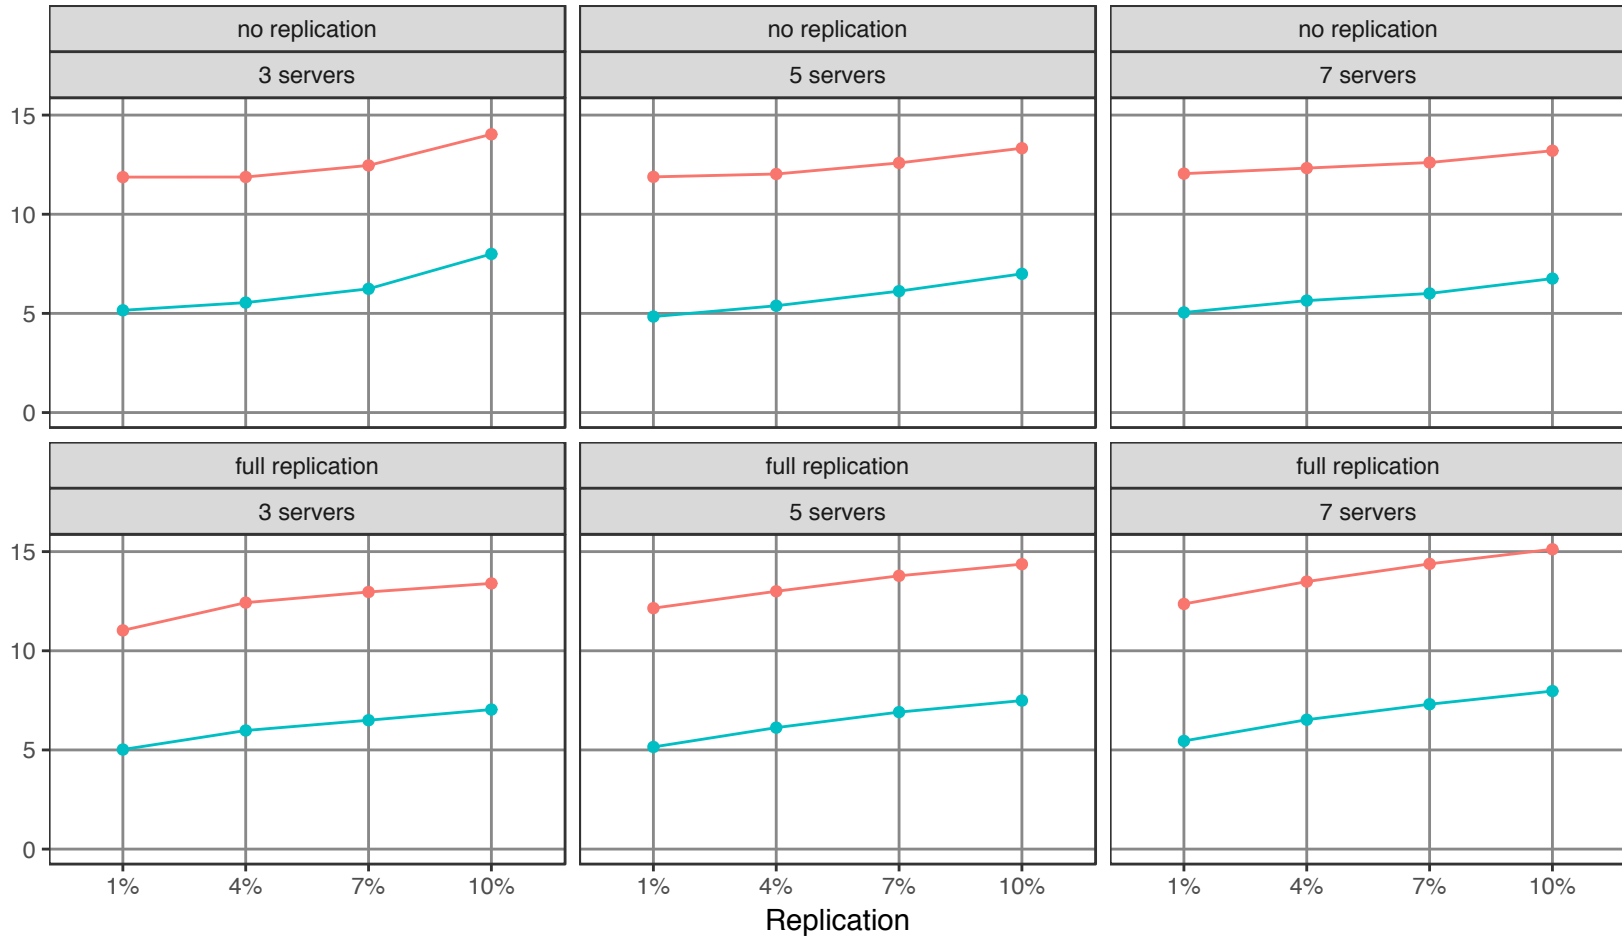 no replication
no replication
no replication
3 servers
5 servers
7 servers
15
10
5
0
full replication
full replication
full replication
3 servers
5 servers
7 servers
15
10
5
0
1% 4% 7% 10%
1% 4% 7% 10%
1% 4% 7% 10%
Replication